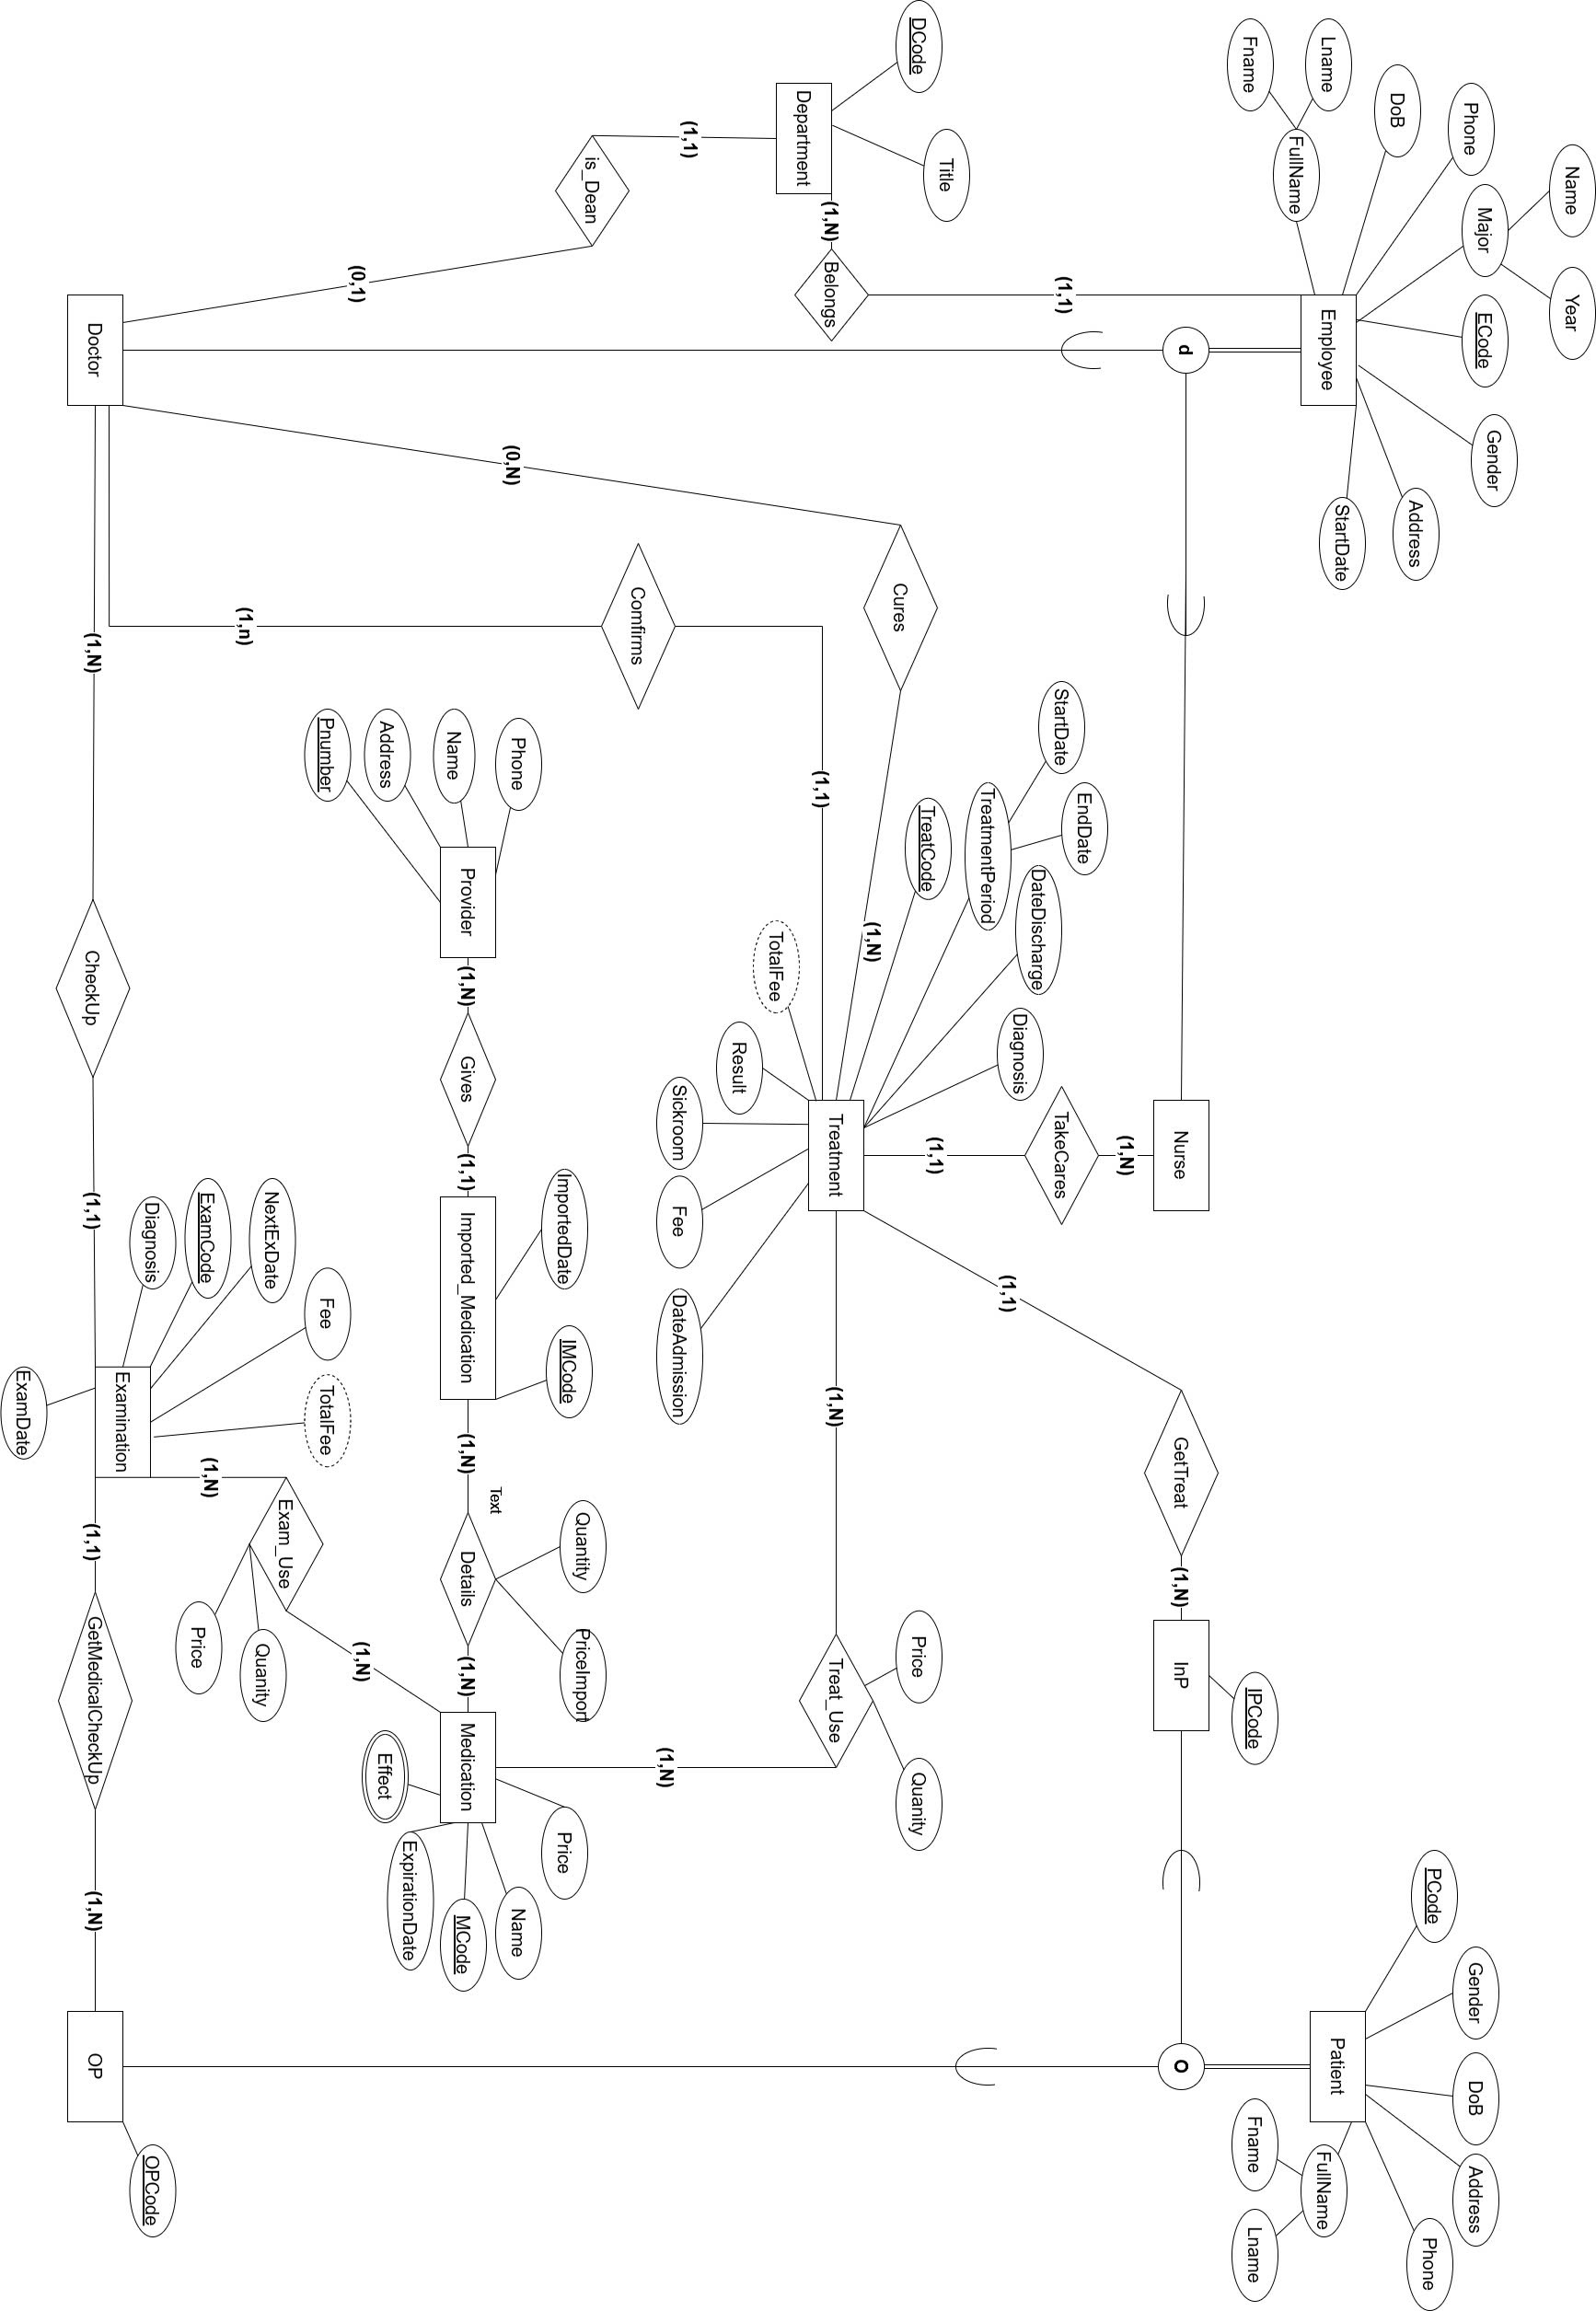 PCode
Gender
DoB
Address
Phone
Patient
FullName
Fname
Lname
O
IPCode
InP
(1,N)
GetTreat
(1,1)
Name
Year
Major
ECode
Gender
Phone
Address
DoB
StartDate
Lname
Fname
FullName
Employee
d
(1,1)
Nurse
(1,N)
TakeCares
(1,1)
StartDate
EndDate
TreatmentPeriod
DateDischarge
Diagnosis
TreatCode
DCode
Title
Department
(1,N)
Belongs
(1,1)
is_Dean
(0,1)
(0,N)
Cures
(1,N)
Comfirms
(1,n)
(1,1)
Treatment
TotalFee
Result
Sickroom
Fee
DateAdmission
(1,N)
Treat_Use
Price
Quanity
(1,N)
Phone
Name
Address
Pnumber
Provider
(1,N)
Gives
(1,1)
Imported_Medication
ImportedDate
IMCode
(1,N)
Text
Details
Quantity
PriceImport
(1,N)
Medication
Price
Name
MCode
ExpirationDate
Effect
Doctor
(1,N)
CheckUp
(1,1)
Diagnosis
ExamCode
NextExDate
Fee
TotalFee
Examination
ExamDate
(1,N)
Exam_Use
Price
Quanity
(1,N)
(1,1)
GetMedicalCheckUp
(1,N)
OP
OPCode